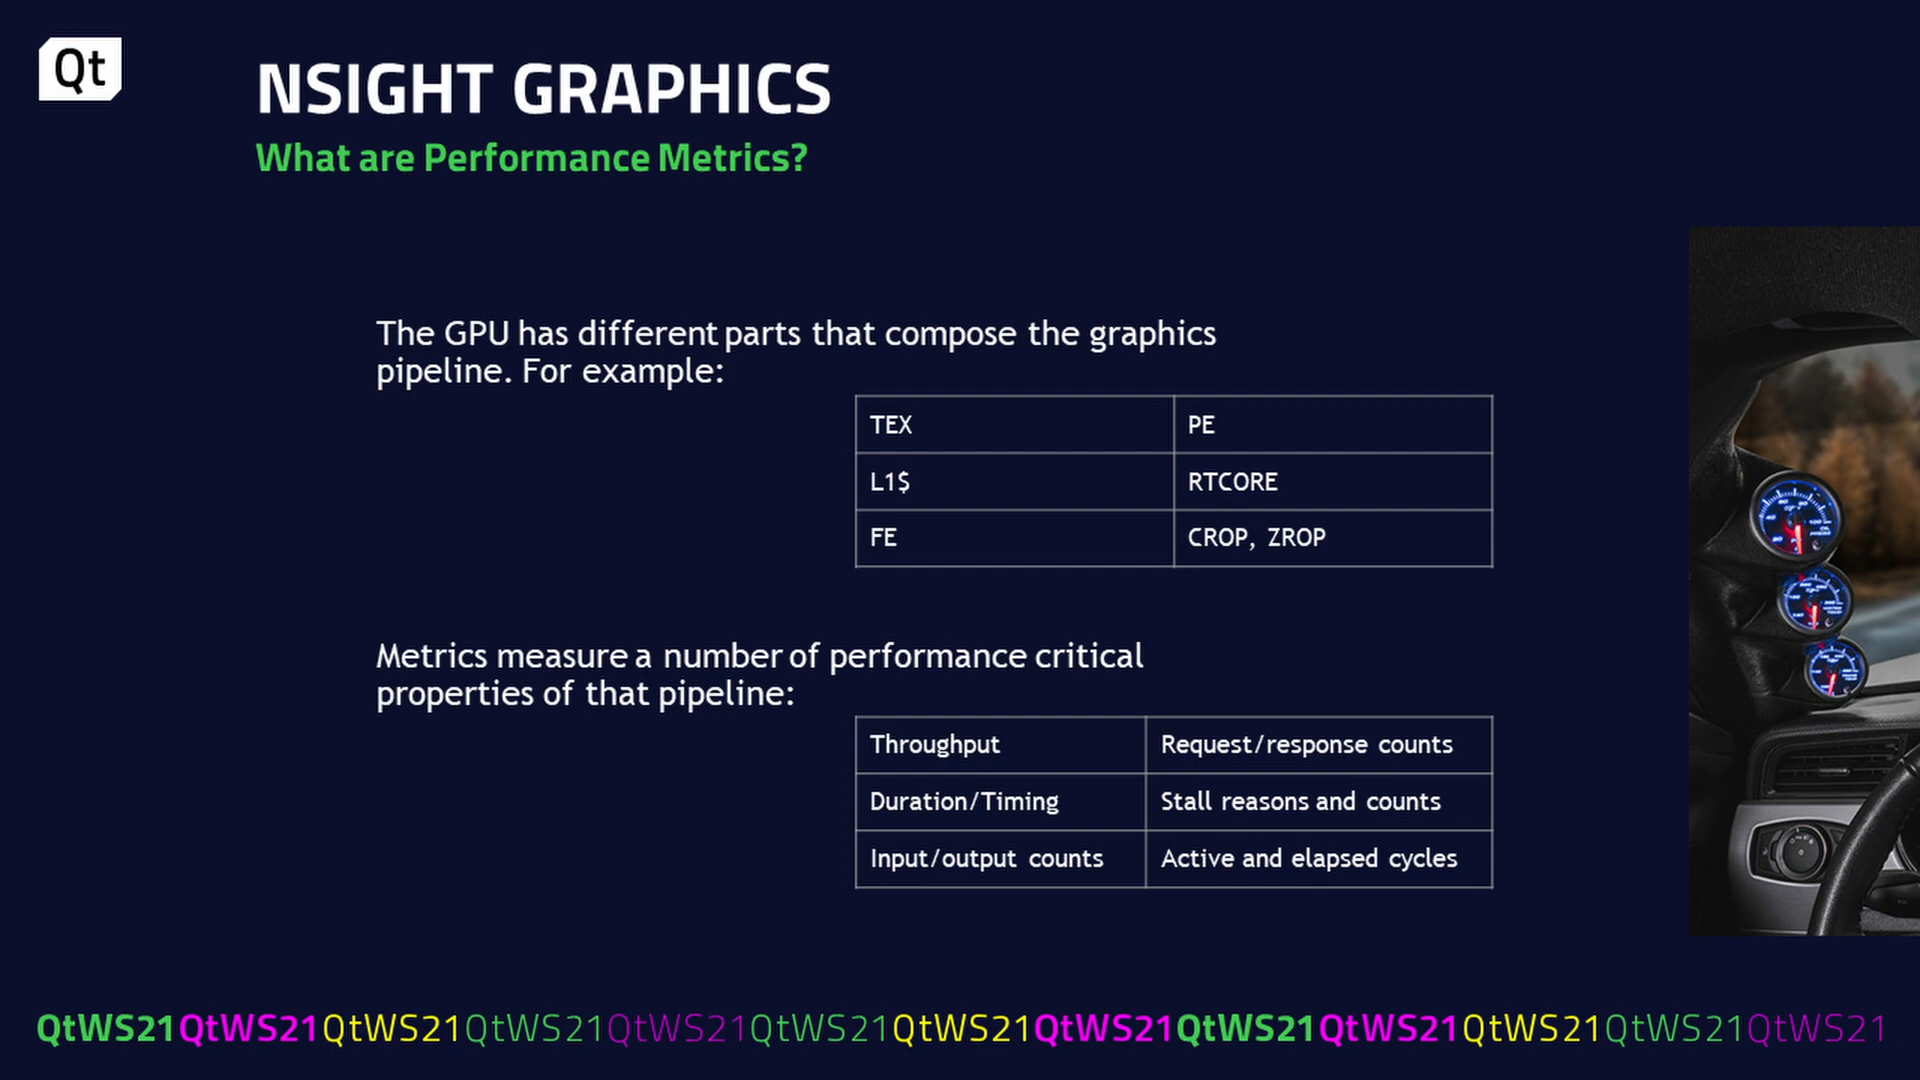 Qt
NSIGHT GRAPHICS
What are Performance Metrics?
The GPU has different parts that compose the graphics
pipeline. For example:
TEX PE
L1$ RTCORE
FE CROP, ZROP
Metrics measure a number of performance critical
properties of that pipeline:
Throughput Request/response counts
Duration/Timing Stall reasons and counts
Input/output counts Active and elapsed cycles
QtWS21QtWS21QtWS21QtWS21QtWS21QtWS21QtWS21QtWS21QtWS21QtWS21QtWS21QtWS21QtWS21